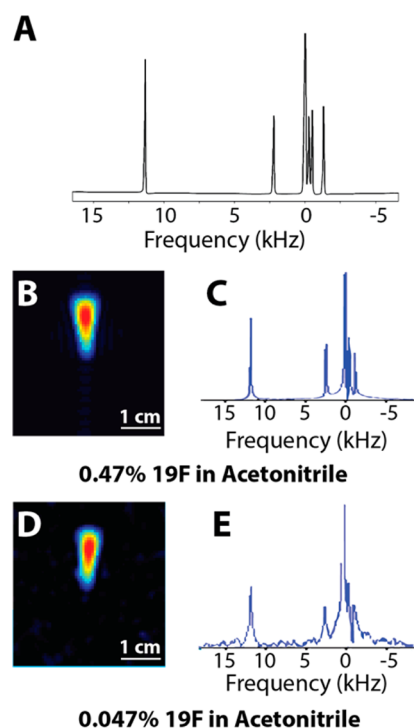 A
15 10 5 0 -5
Frequency (kHz)
B
1 cm
C
15 10 5 0 -5
Frequency (kHz)
0.47% 19F in Acetonitrile
D
1 cm
E
15 10 5 0 -5
Frequency (kHz)
0.047% 19F in Acetonitrile